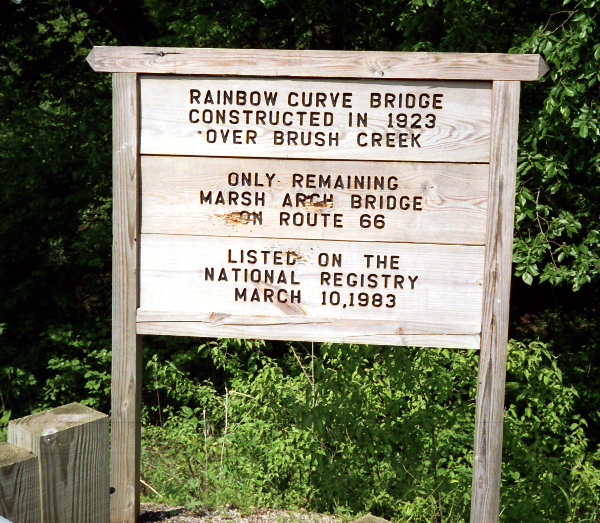 RAINBOW CURVE BRIDGE
CONSTRUCTED IN 1923
OVER BRUSH CREEK
ONLY REMAINING
MARSH ARCH BRIDGE
ON ROUTE 66
LISTED ON THE
NATIONAL REGISTRY
MARCH 10,1983